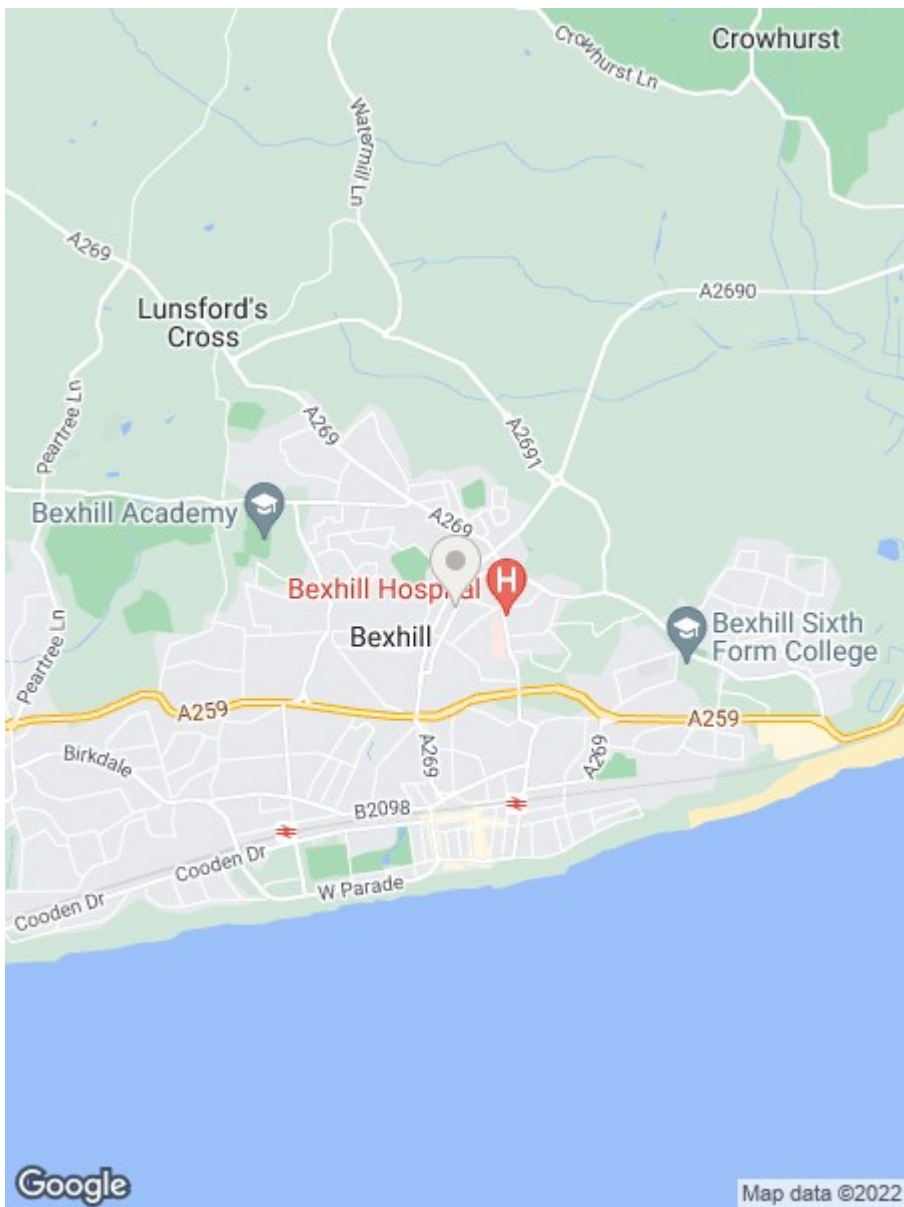 Crowhurst
Crowhurst Ln
Watermill Ln
A269
A2690
Lunsford's
Cross
Peartree Ln
A269
A2691
Bexhill Academy
A269
Bexhill Hospital
H
Bexhill Sixth
Form College
Bexhill
Peartree Ln
A259
A259
Birkdale
A269
A269
B2098
Cooden Dr
W Parade
Cooden Dr
Google
Map data ©2022